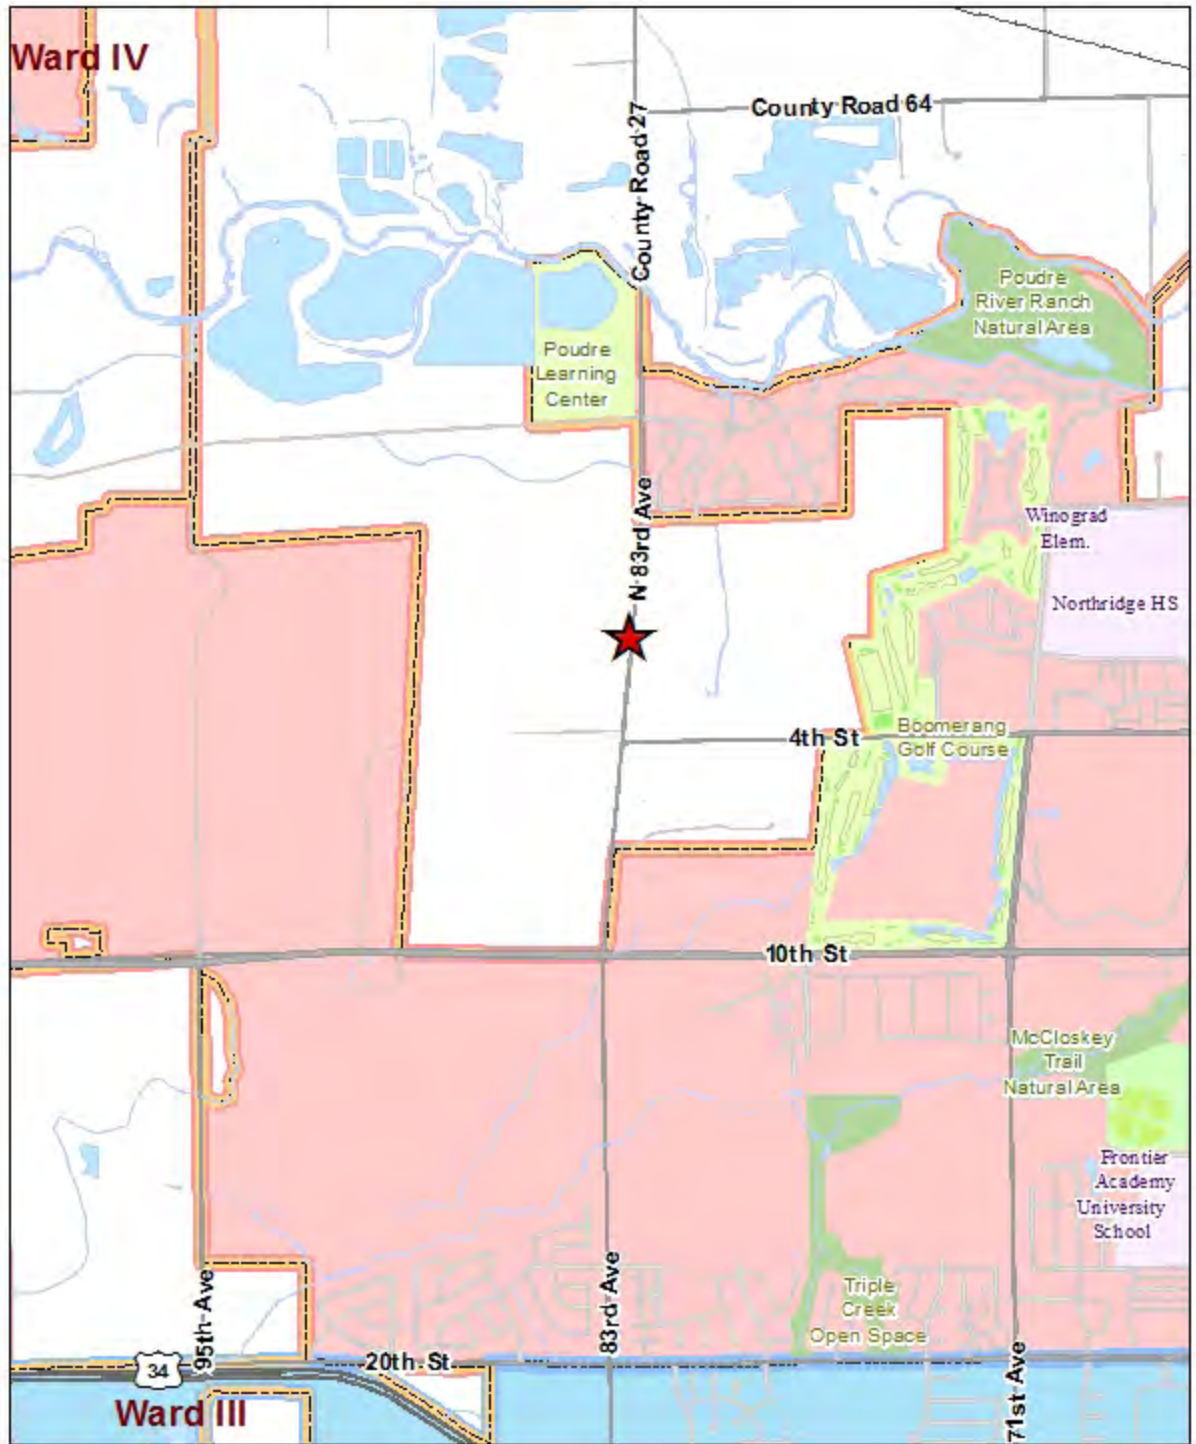 Ward IV
County Road 64
County Road 27
Poudre
River Ranch
Natural Area
Poudre
Learning
Center
N 83rd Ave
Winograd
Elem.
Northridge HS
4th St
Boomerang
Golf Course
10th St
McCloskey
Trail
Natural Area
Frontier
Academy
University
School
Triple
Creek
Open Space
95th Ave
83rd Ave
71st Ave
34
20th St
Ward III